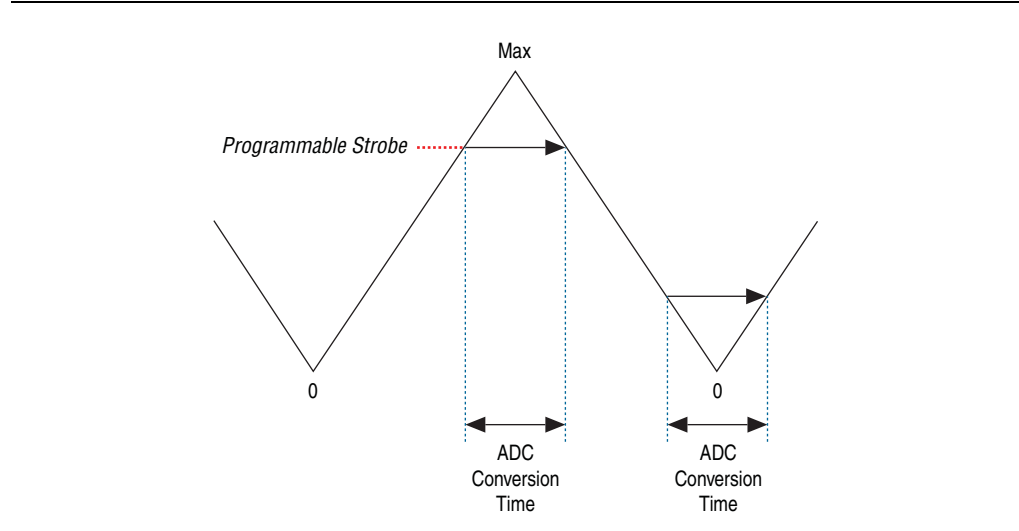 Max
Programmable Strobe
0
0
ADC
Conversion
Time
ADC
Conversion
Time